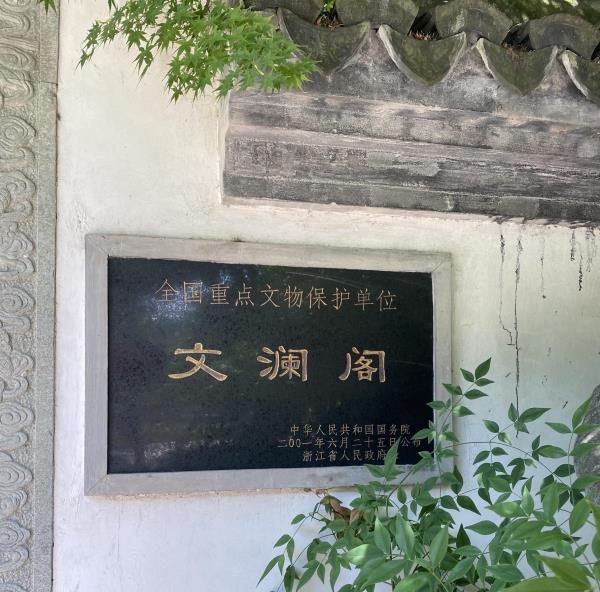 全国重点文物保护单位
文澜阁
中华人民共和国国务院
二〇〇一年六月二十五日公布
浙江省人民政府